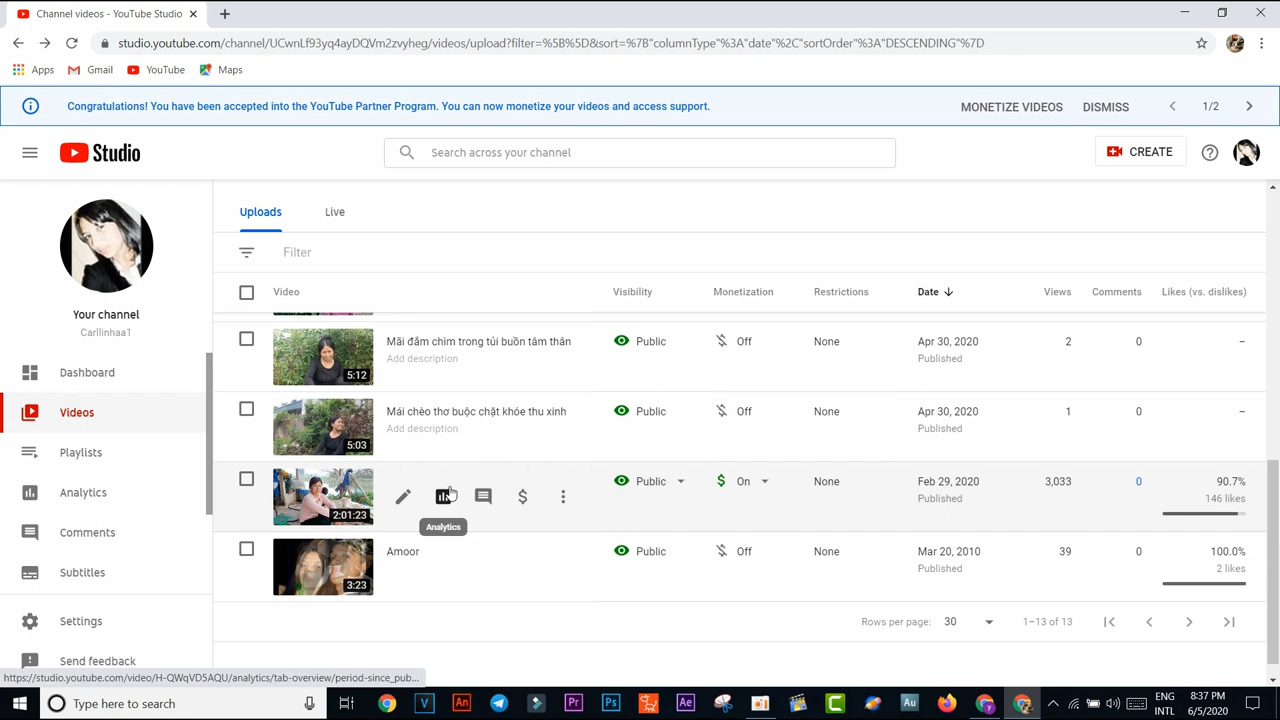 Channel videos - YouTube Studio
studio.youtube.com/channel/UCwnLf93yq4ayDQVm2zvyheg/videos/upload?filter=%5B%5D&sort=%7B"columnType"%3A"date"%2C"sortOrder"%3A"DESCENDING"%7D
Apps Gmail YouTube Maps
Congratulations! You have been accepted into the YouTube Partner Program. You can now monetize your videos and access support. MONETIZE VIDEOS DISMISS 1/2
Studio Search across your channel CREATE
Uploads Live
Filter
Video Visibility Monetization Restrictions Date Views Comments Likes (vs. dislikes)
Your channel
Carllinhaa1
Dashboard
Videos
Playlists
Analytics
Comments
Subtitles
Settings
Send feedback
Mãi đắm chìm trong tủi buồn tâm thân Public Off None Apr 30, 2020 2 0 –
Add description Published
5:12
Mái chèo thơ buộc chặt khóe thu xinh Public Off None Apr 30, 2020 1 0 –
Add description Published
5:03
Public On None Feb 29, 2020 3,033 0 90.7%
Published 146 likes
2:01:23
Analytics
Amoor Public Off None Mar 20, 2010 39 0 100.0%
Published 2 likes
3:23
Rows per page: 30 1–13 of 13
https://studio.youtube.com/video/H-QWqVD5AQU/analytics/tab-overview/period-since_pub...
Type here to search
V An Pr Ps Ae Au
ENG
INTL
8:37 PM
6/5/2020